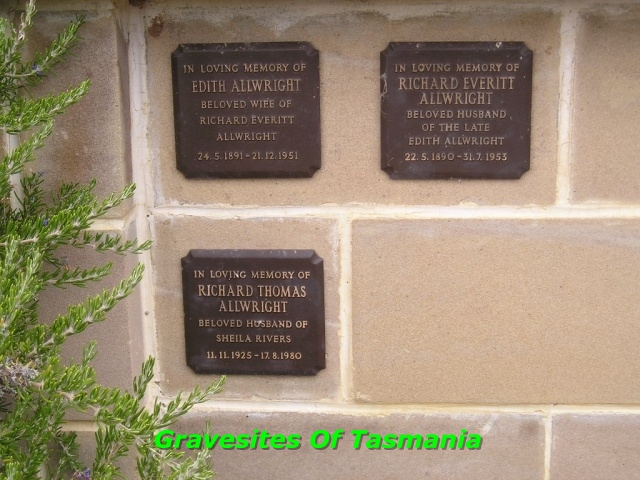 IN LOVING MEMORY OF
EDITH ALLWRIGHT
BELOVED WIFE OF
RICHARD EVERITT
ALLWRIGHT
24.5.1891-21.12.1951
IN LOVING MEMORY OF
RICHARD EVERITT
ALLWRIGHT
BELOVED HUSBAND
OF THE LATE
EDITH ALLWRIGHT
22.5.1890-31.7.1953
IN LOVING MEMORY OF
RICHARD THOMAS
ALLWRIGHT
BELOVED HUSBAND OF
SHEILA RIVERS
11.11.1925-17.8.1980
Gravesites Of Tasmania